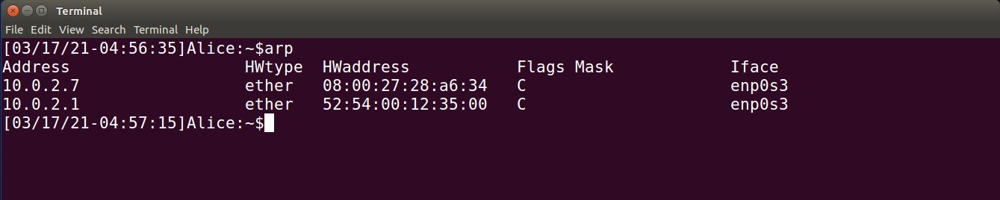 Terminal
File Edit View Search Terminal Help
[03/17/21-04:56:35]Alice:~$arp
Address HWtype HWaddress Flags Mask Iface
10.0.2.7 ether 08:00:27:28:a6:34 C enp0s3
10.0.2.1 ether 52:54:00:12:35:00 C enp0s3
[03/17/21-04:57:15]Alice:~$